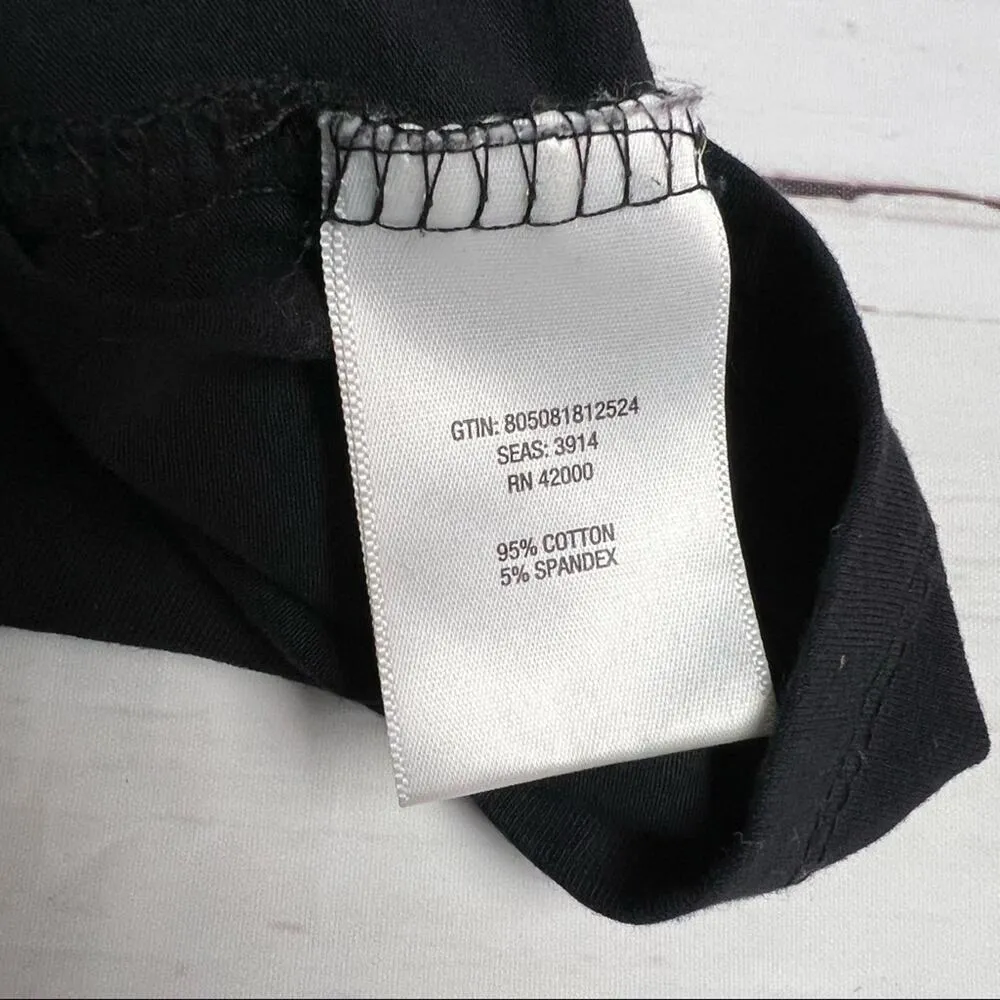 GTIN: 805081812524
SEAS: 3914
RN 42000
95% COTTON
5% SPANDEX